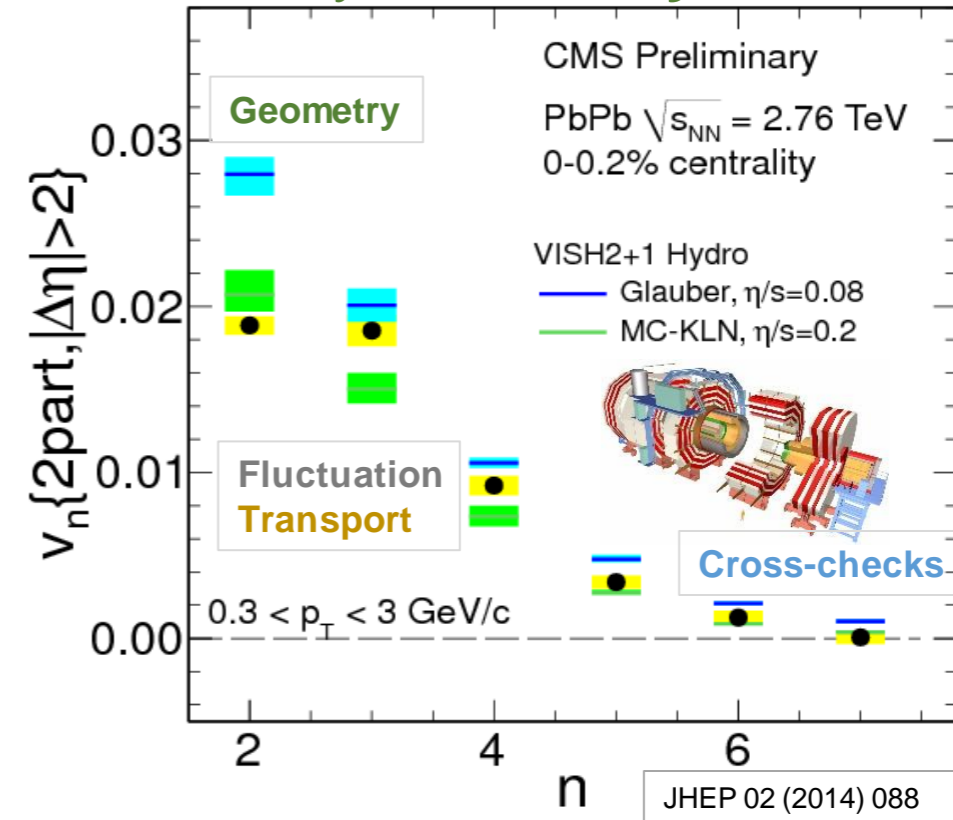 CMS Preliminary
Geometry
PbPb √s_NN = 2.76 TeV
0-0.2% centrality
0.03
VISH2+1 Hydro
Glauber, η/s=0.08
MC-KLN, η/s=0.2
0.02
v_n{2part,|Δη|>2}
0.01
Fluctuation
Transport
Cross-checks
0.3 < p_T < 3 GeV/c
0.00
2
4
6
n
JHEP 02 (2014) 088